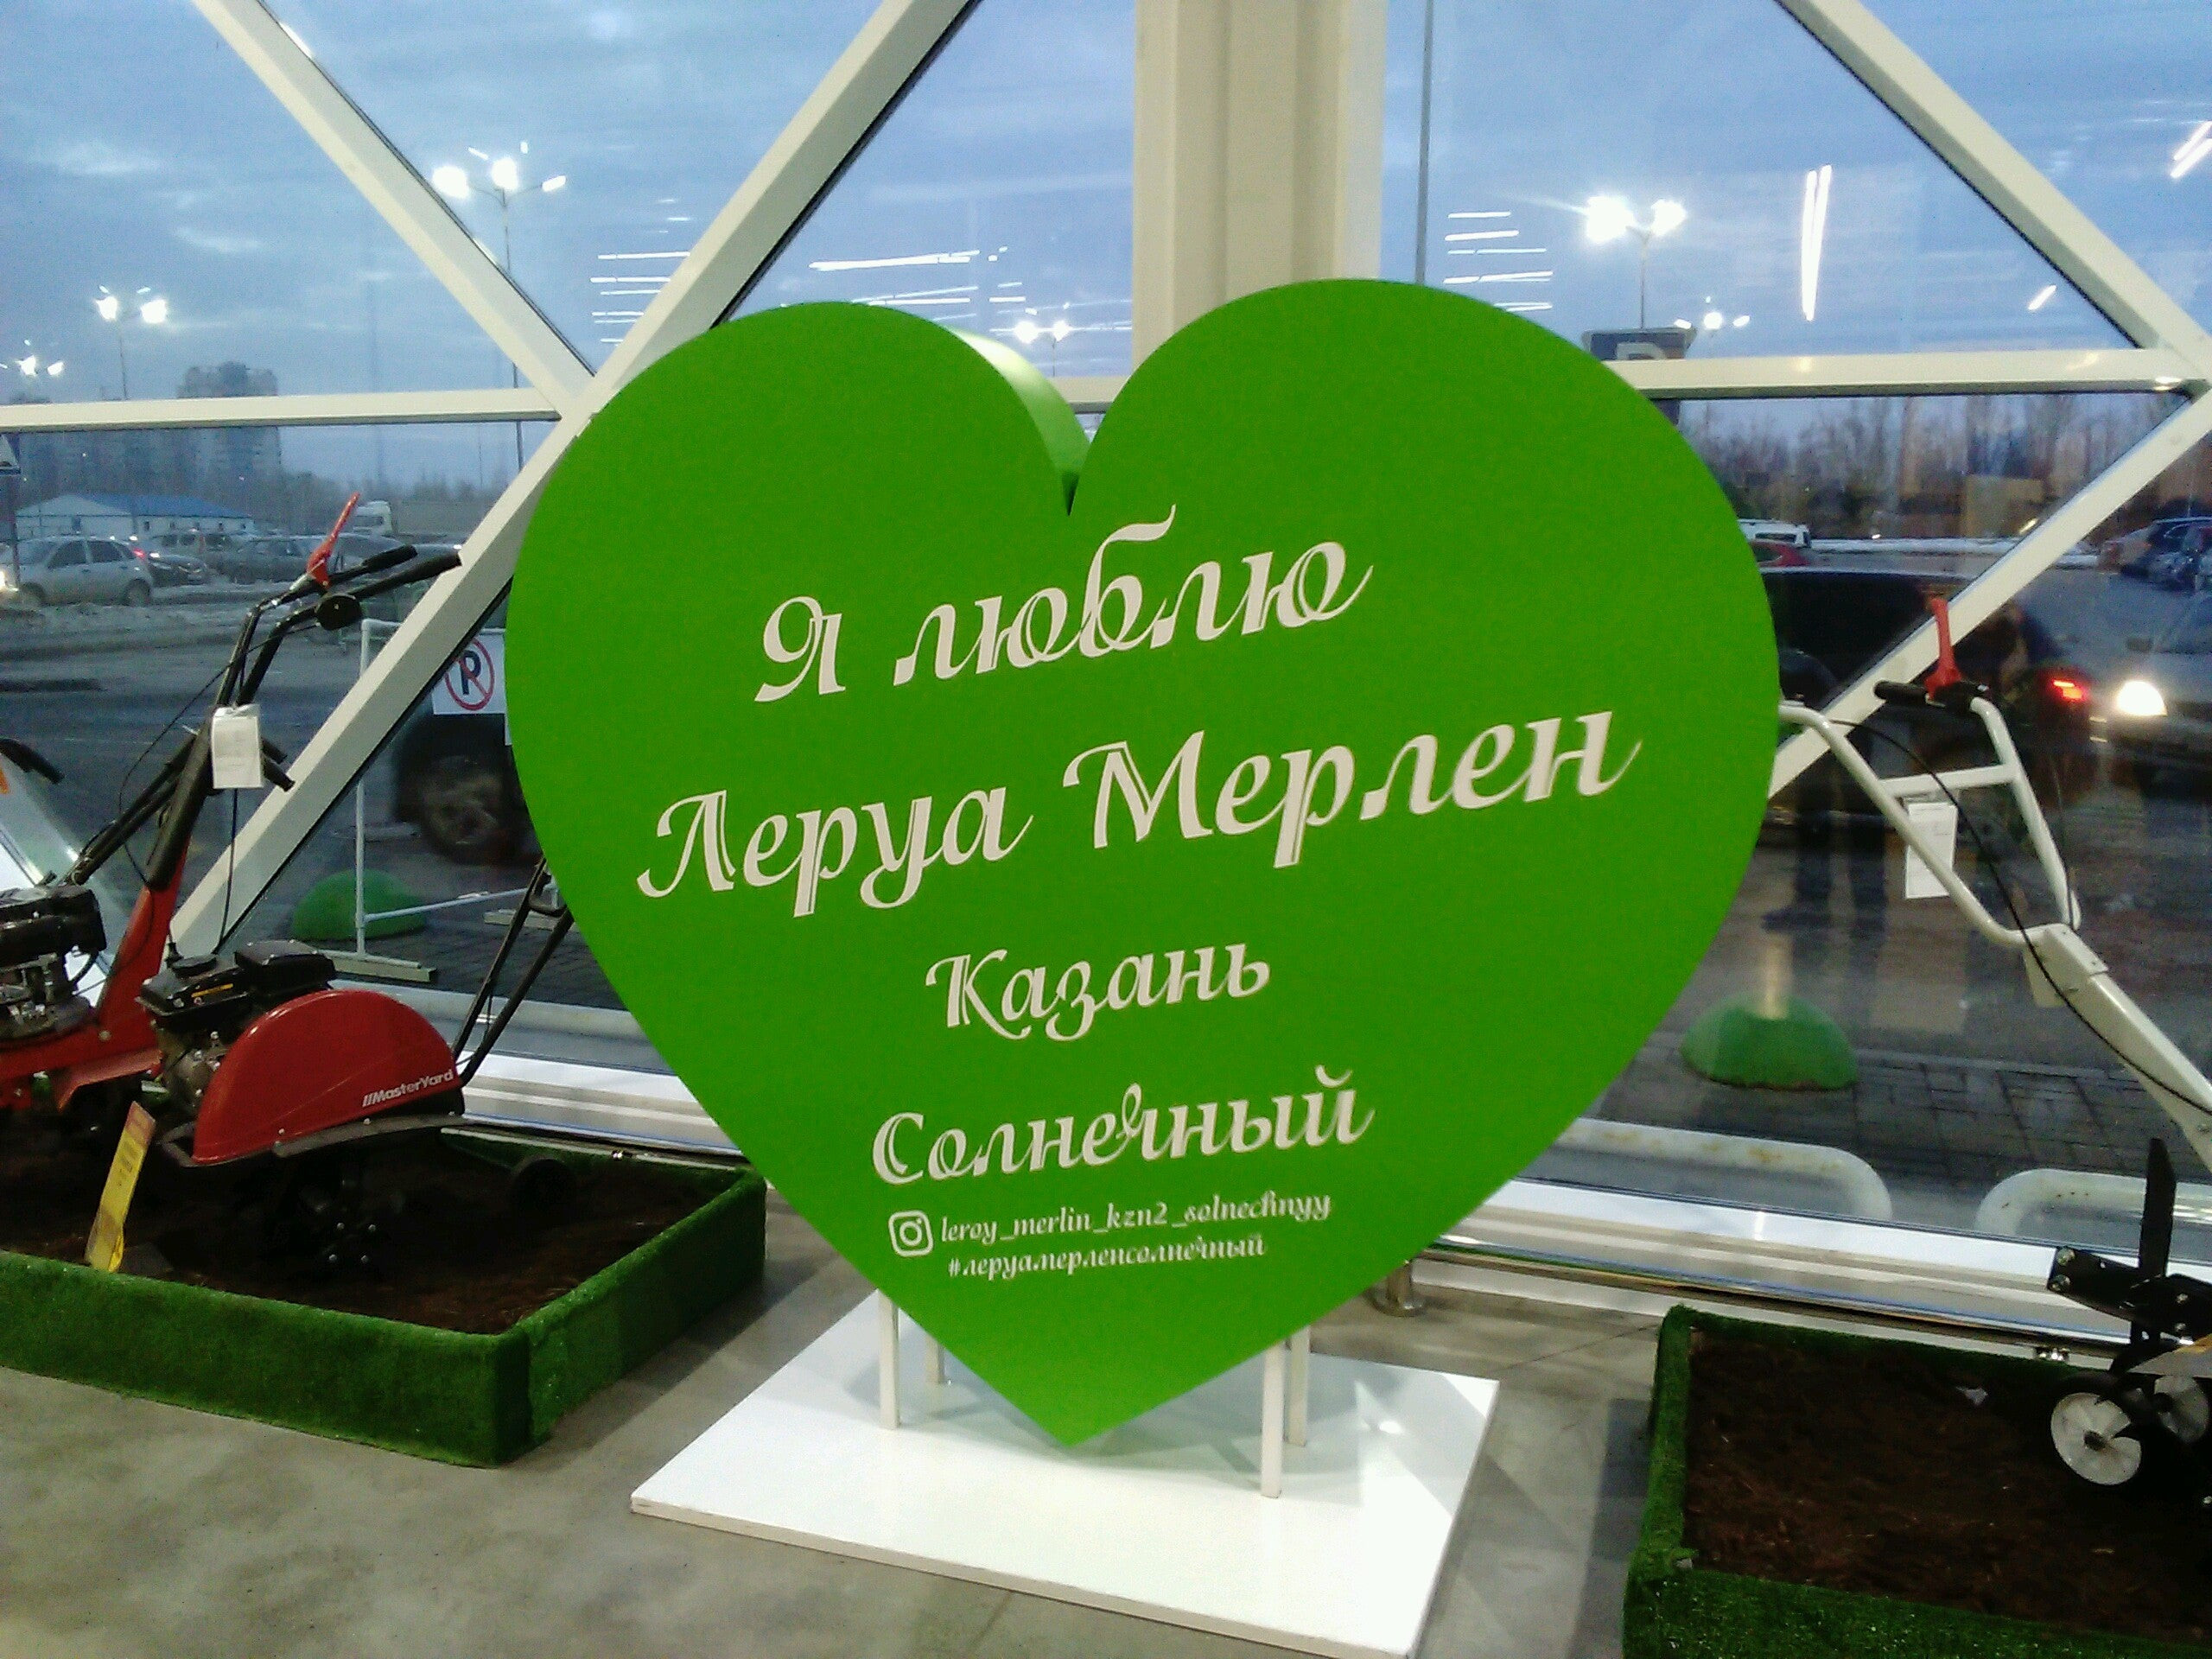 Я люблю
Леруа Мерлен
Казань
Солнечный
leroy_merlin_kzn2_solnechnyy
#леруамерленсолнечный
MasterYard
P
P